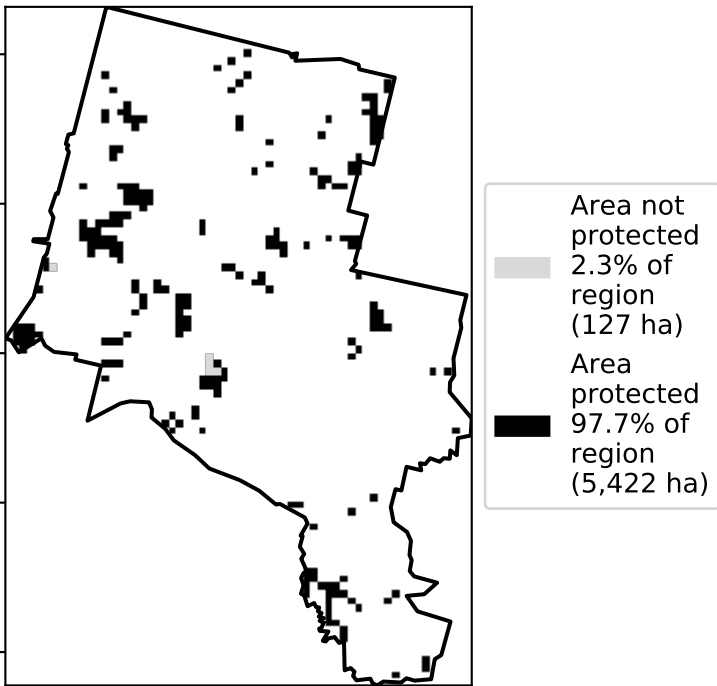 Area not
protected
2.3% of
region
(127 ha)
Area
protected
97.7% of
region
(5,422 ha)